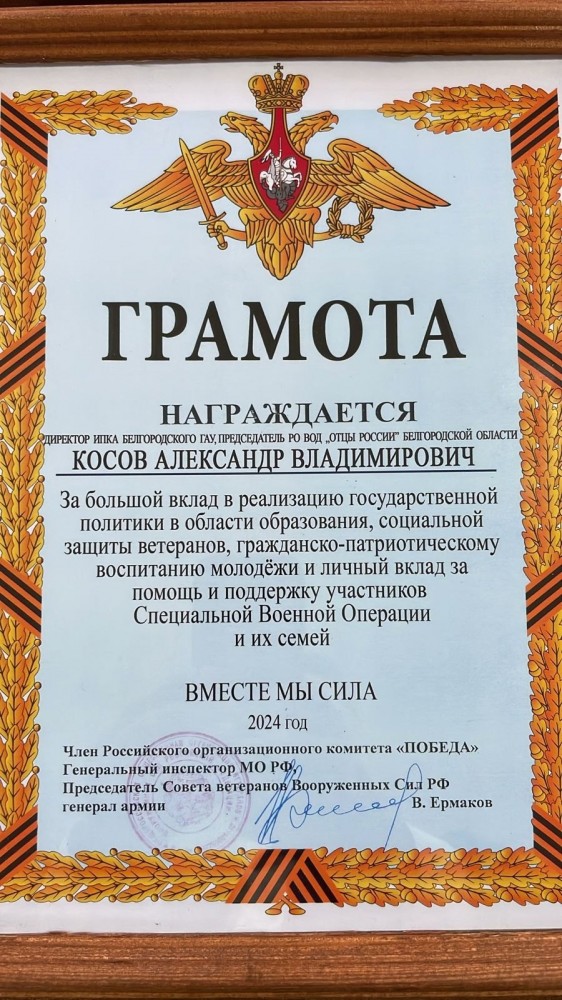 ГРАМОТА
НАГРАЖДАЕТСЯ
ДИРЕКТОР ИПКА БЕЛГОРОДСКОГО ГАУ, ПРЕДСЕДАТЕЛЬ РО ВОД „ОТЦЫ РОССИИ" БЕЛГОРОДСКОЙ ОБЛАСТИ
КОСОВ АЛЕКСАНДР ВЛАДИМИРОВИЧ
За большой вклад в реализацию государственной
политики в области образования, социальной
защиты ветеранов, гражданско-патриотическому
воспитанию молодёжи и личный вклад за
помощь и поддержку участников
Специальной Военной Операции
и их семей
ВМЕСТЕ МЫ СИЛА
2024 год
Член Российского организационного комитета «ПОБЕДА»
Генеральный инспектор МО РФ
Председатель Совета ветеранов Вооруженных Сил РФ
генерал армии В. Ермаков